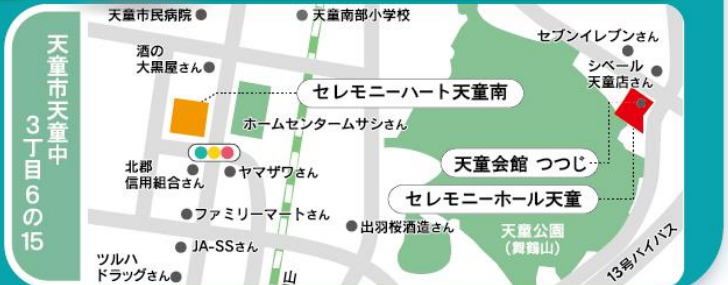 天童市天童中
3丁目6の15
天童市民病院
天童南部小学校
酒の
大黒屋さん
セブンイレブンさん
シベール
天童店さん
セレモニーハート天童南
ホームセンタームサシさん
天童会館 つつじ
北郡
信用組合さん
ヤマザワさん
セレモニーホール天童
ファミリーマートさん
出羽桜酒造さん
天童公園
(舞鶴山)
JA-SSさん
ツルハ
ドラッグさん
13号バイパス